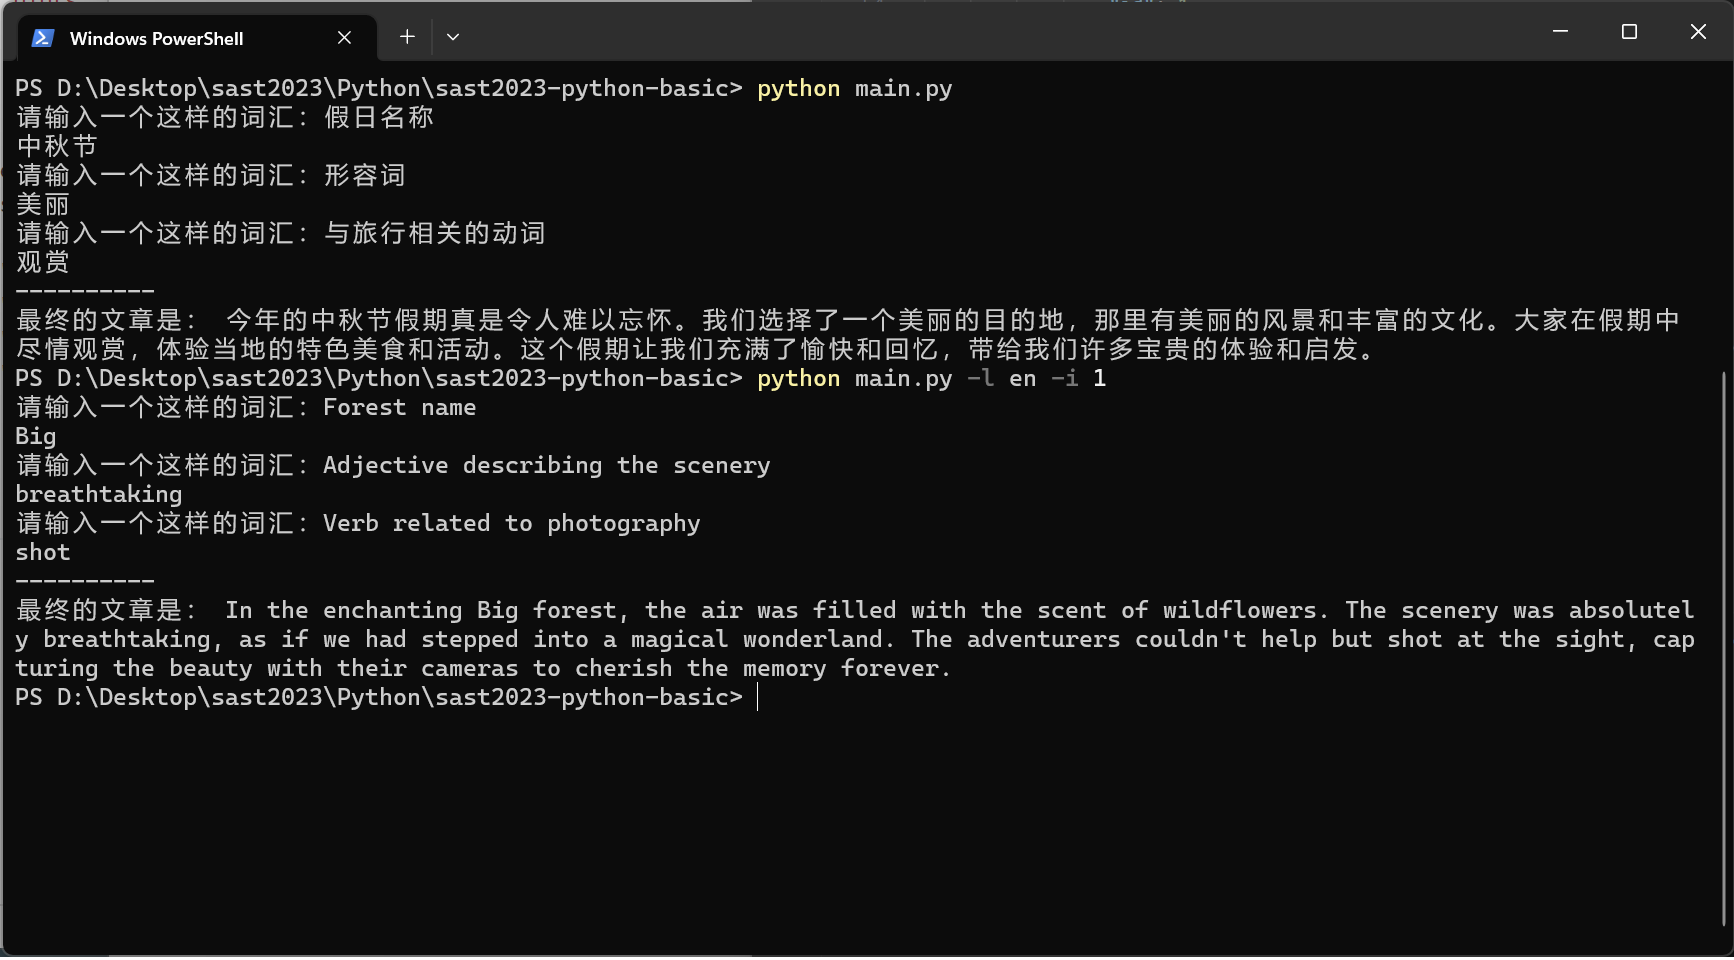 Windows PowerShell
PS D:\Desktop\sast2023\Python\sast2023-python-basic> python main.py
请输入一个这样的词汇：假日名称
中秋节
请输入一个这样的词汇：形容词
美丽
请输入一个这样的词汇：与旅行相关的动词
观赏
----------
最终的文章是： 今年的中秋节假期真是令人难以忘怀。我们选择了一个美丽的目的地，那里有美丽的风景和丰富的文化。大家在假期中
尽情观赏，体验当地的特色美食和活动。这个假期让我们充满了愉快和回忆，带给我们许多宝贵的体验和启发。
PS D:\Desktop\sast2023\Python\sast2023-python-basic> python main.py -l en -i 1
请输入一个这样的词汇：Forest name
Big
请输入一个这样的词汇：Adjective describing the scenery
breathtaking
请输入一个这样的词汇：Verb related to photography
shot
----------
最终的文章是： In the enchanting Big forest, the air was filled with the scent of wildflowers. The scenery was absolutel
y breathtaking, as if we had stepped into a magical wonderland. The adventurers couldn't help but shot at the sight, cap
turing the beauty with their cameras to cherish the memory forever.
PS D:\Desktop\sast2023\Python\sast2023-python-basic>